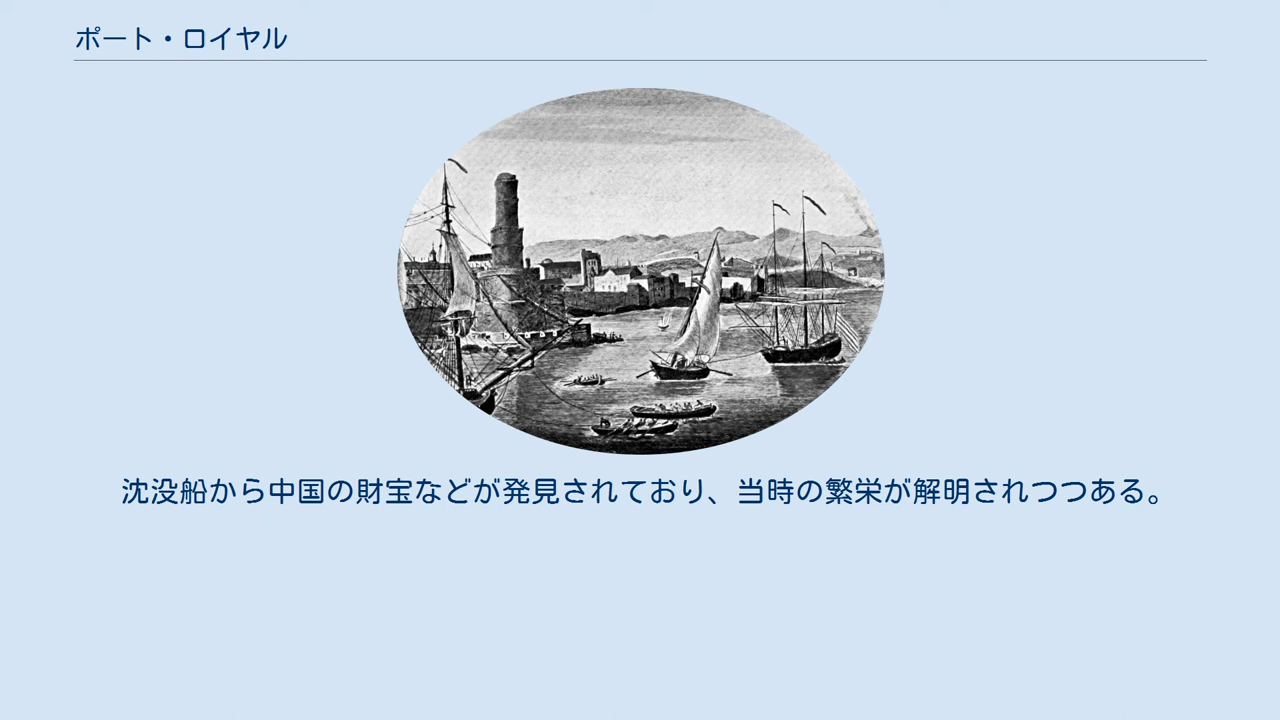 ポート・ロイヤル
沈没船から中国の財宝などが発見されており、当時の繁栄が解明されつつある。